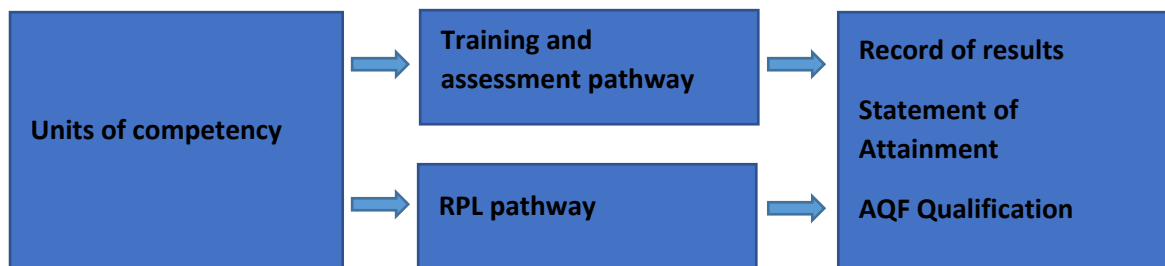 Units of competency
Training and
assessment pathway
RPL pathway
Record of results
Statement of
Attainment
AQF Qualification